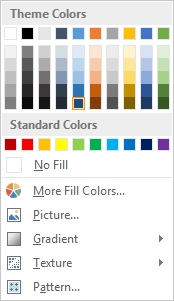 Theme Colors
Standard Colors
No Fill
More Fill Colors...
Picture...
Gradient
Texture
Pattern...